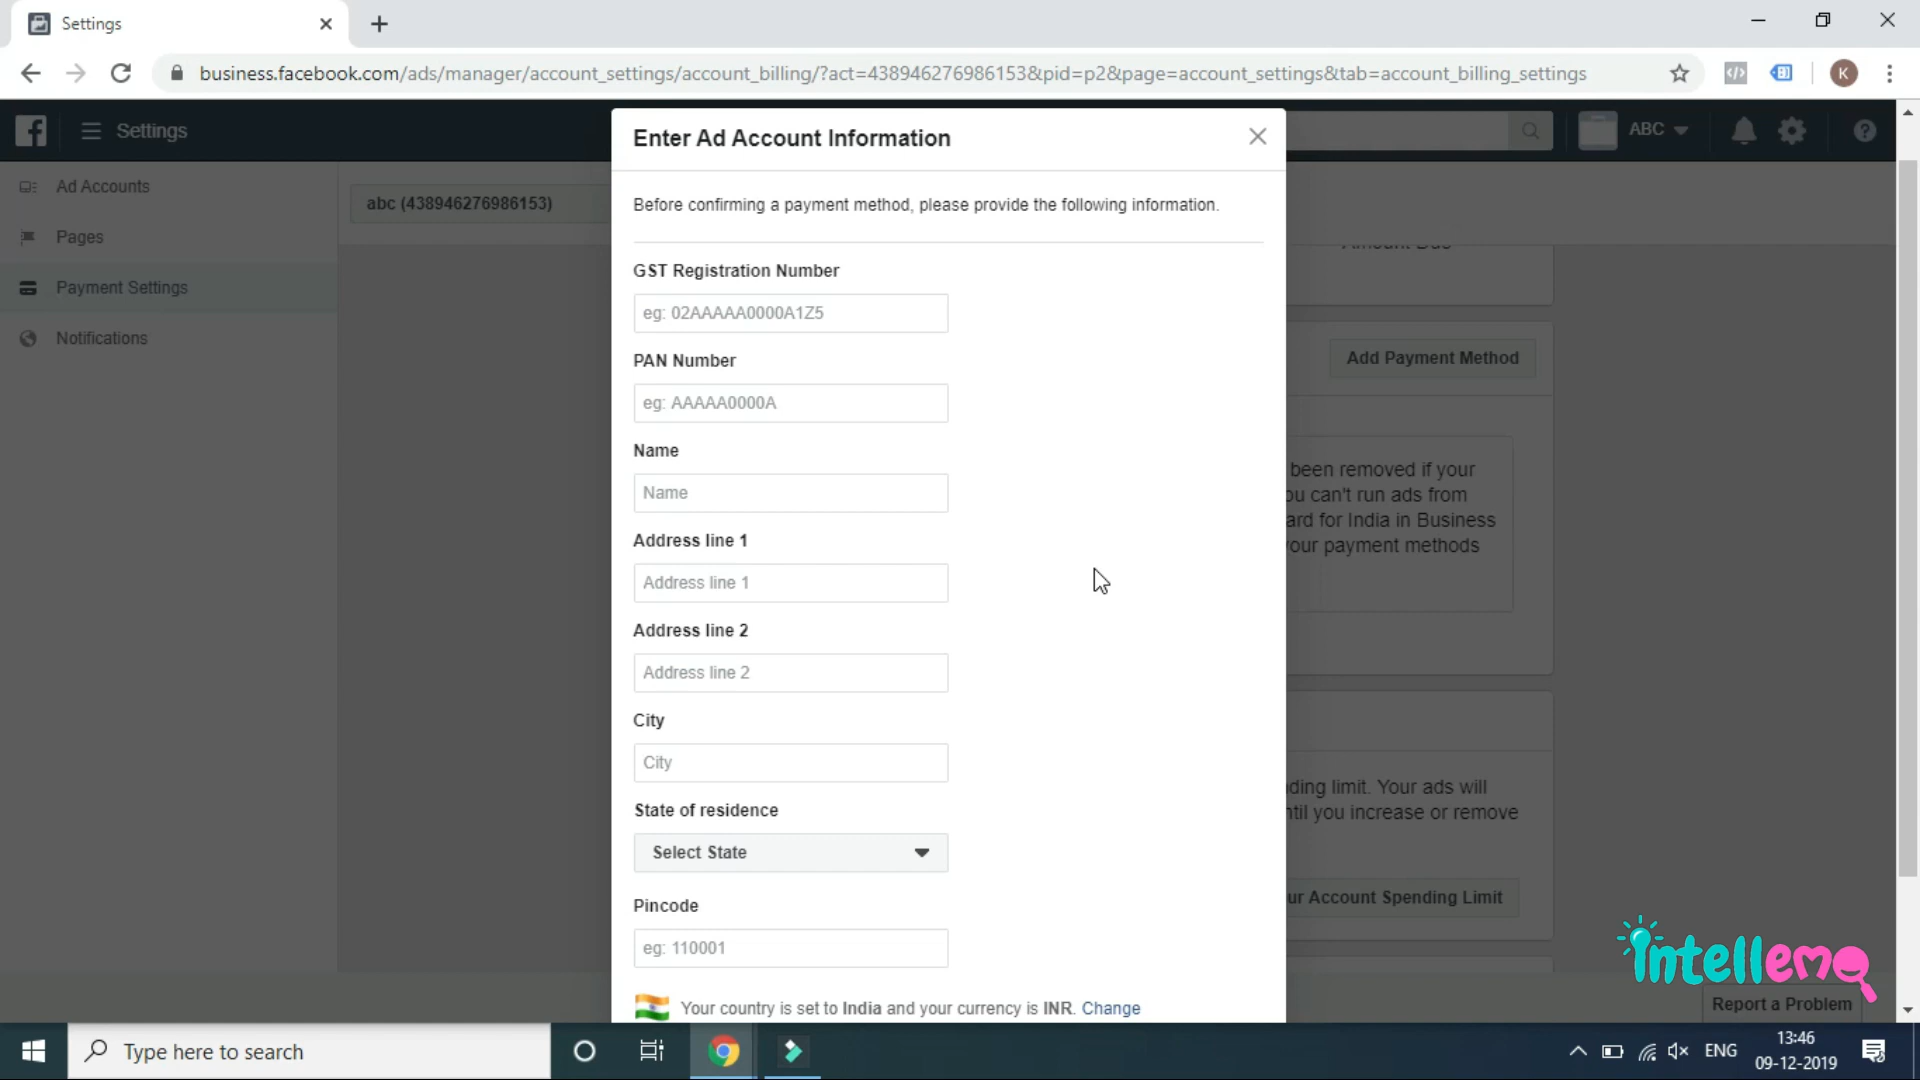 Settings
business.facebook.com/ads/manager/account_settings/account_billing/?act=438946276986153&pid=p2&page=account_settings&tab=account_billing_settings
K
Settings
ABC
Ad Accounts
Pages
Payment Settings
Notifications
abc (438946276986153)
Amount Due
Add Payment Method
been removed if your
ou can't run ads from
ard for India in Business
your payment methods
ding limit. Your ads will
ntil you increase or remove
ur Account Spending Limit
Enter Ad Account Information
Before confirming a payment method, please provide the following information.
GST Registration Number
eg: 02AAAAA0000A1Z5
PAN Number
eg: AAAAA0000A
Name
Name
Address line 1
Address line 1
Address line 2
Address line 2
City
City
State of residence
Select State
Pincode
eg: 110001
Your country is set to India and your currency is INR. Change
intellemo
Report a Problem
Type here to search
ENG
13:46
09-12-2019